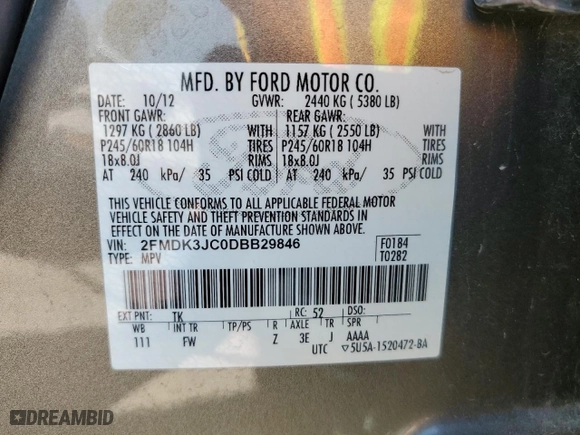 MFD. BY FORD MOTOR CO.
DATE: 10/12 GVWR: 2440 KG ( 5380 LB)
FRONT GAWR: REAR GAWR:
1297 KG ( 2860 LB) WITH 1157 KG ( 2550 LB) WITH
P245/60R18 104H TIRES P245/60R18 104H TIRES
18x8.0J RIMS 18x8.0J RIMS
AT 240 kPa/ 35 PSI COLD AT 240 kPa/ 35 PSI COLD
THIS VEHICLE CONFORMS TO ALL APPLICABLE FEDERAL MOTOR
VEHICLE SAFETY AND THEFT PREVENTION STANDARDS IN
EFFECT ON THE DATE OF MANUFACTURE SHOWN ABOVE.
VIN: 2FMDK3JC0DBB29846 F0184
TYPE: MPV T0282
EXT PNT: TK RC: 52 DSO:
WB INT TR TP/PS R AXLE TR SPR
111 FW Z 3E J AAAA
UTC ▽5U5A-1520472-BA
DREAMBID